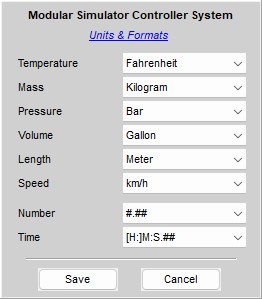 Modular Simulator Controller System
Units & Formats
Temperature Fahrenheit
Mass Kilogram
Pressure Bar
Volume Gallon
Length Meter
Speed km/h
Number #.##
Time [H:]M:S.##
Save Cancel